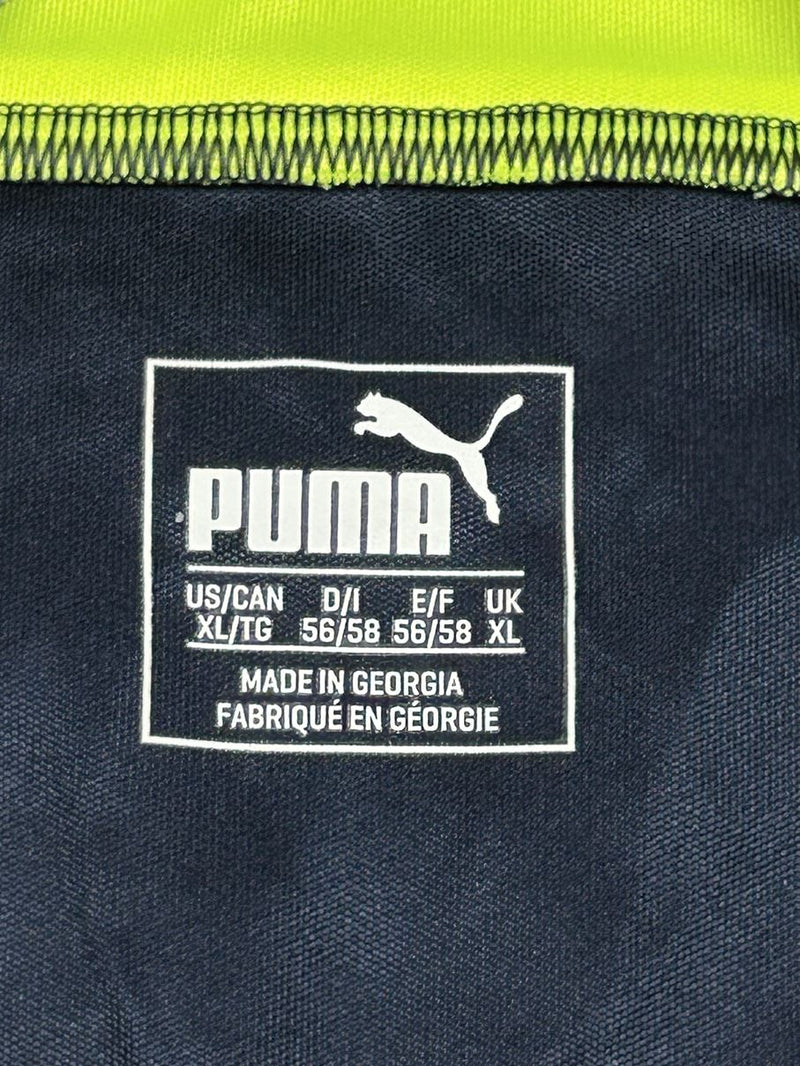 PUMA
US/CAN D/I E/F UK
XL/TG 56/58 56/58 XL
MADE IN GEORGIA
FABRIQUÉ EN GÉORGIE